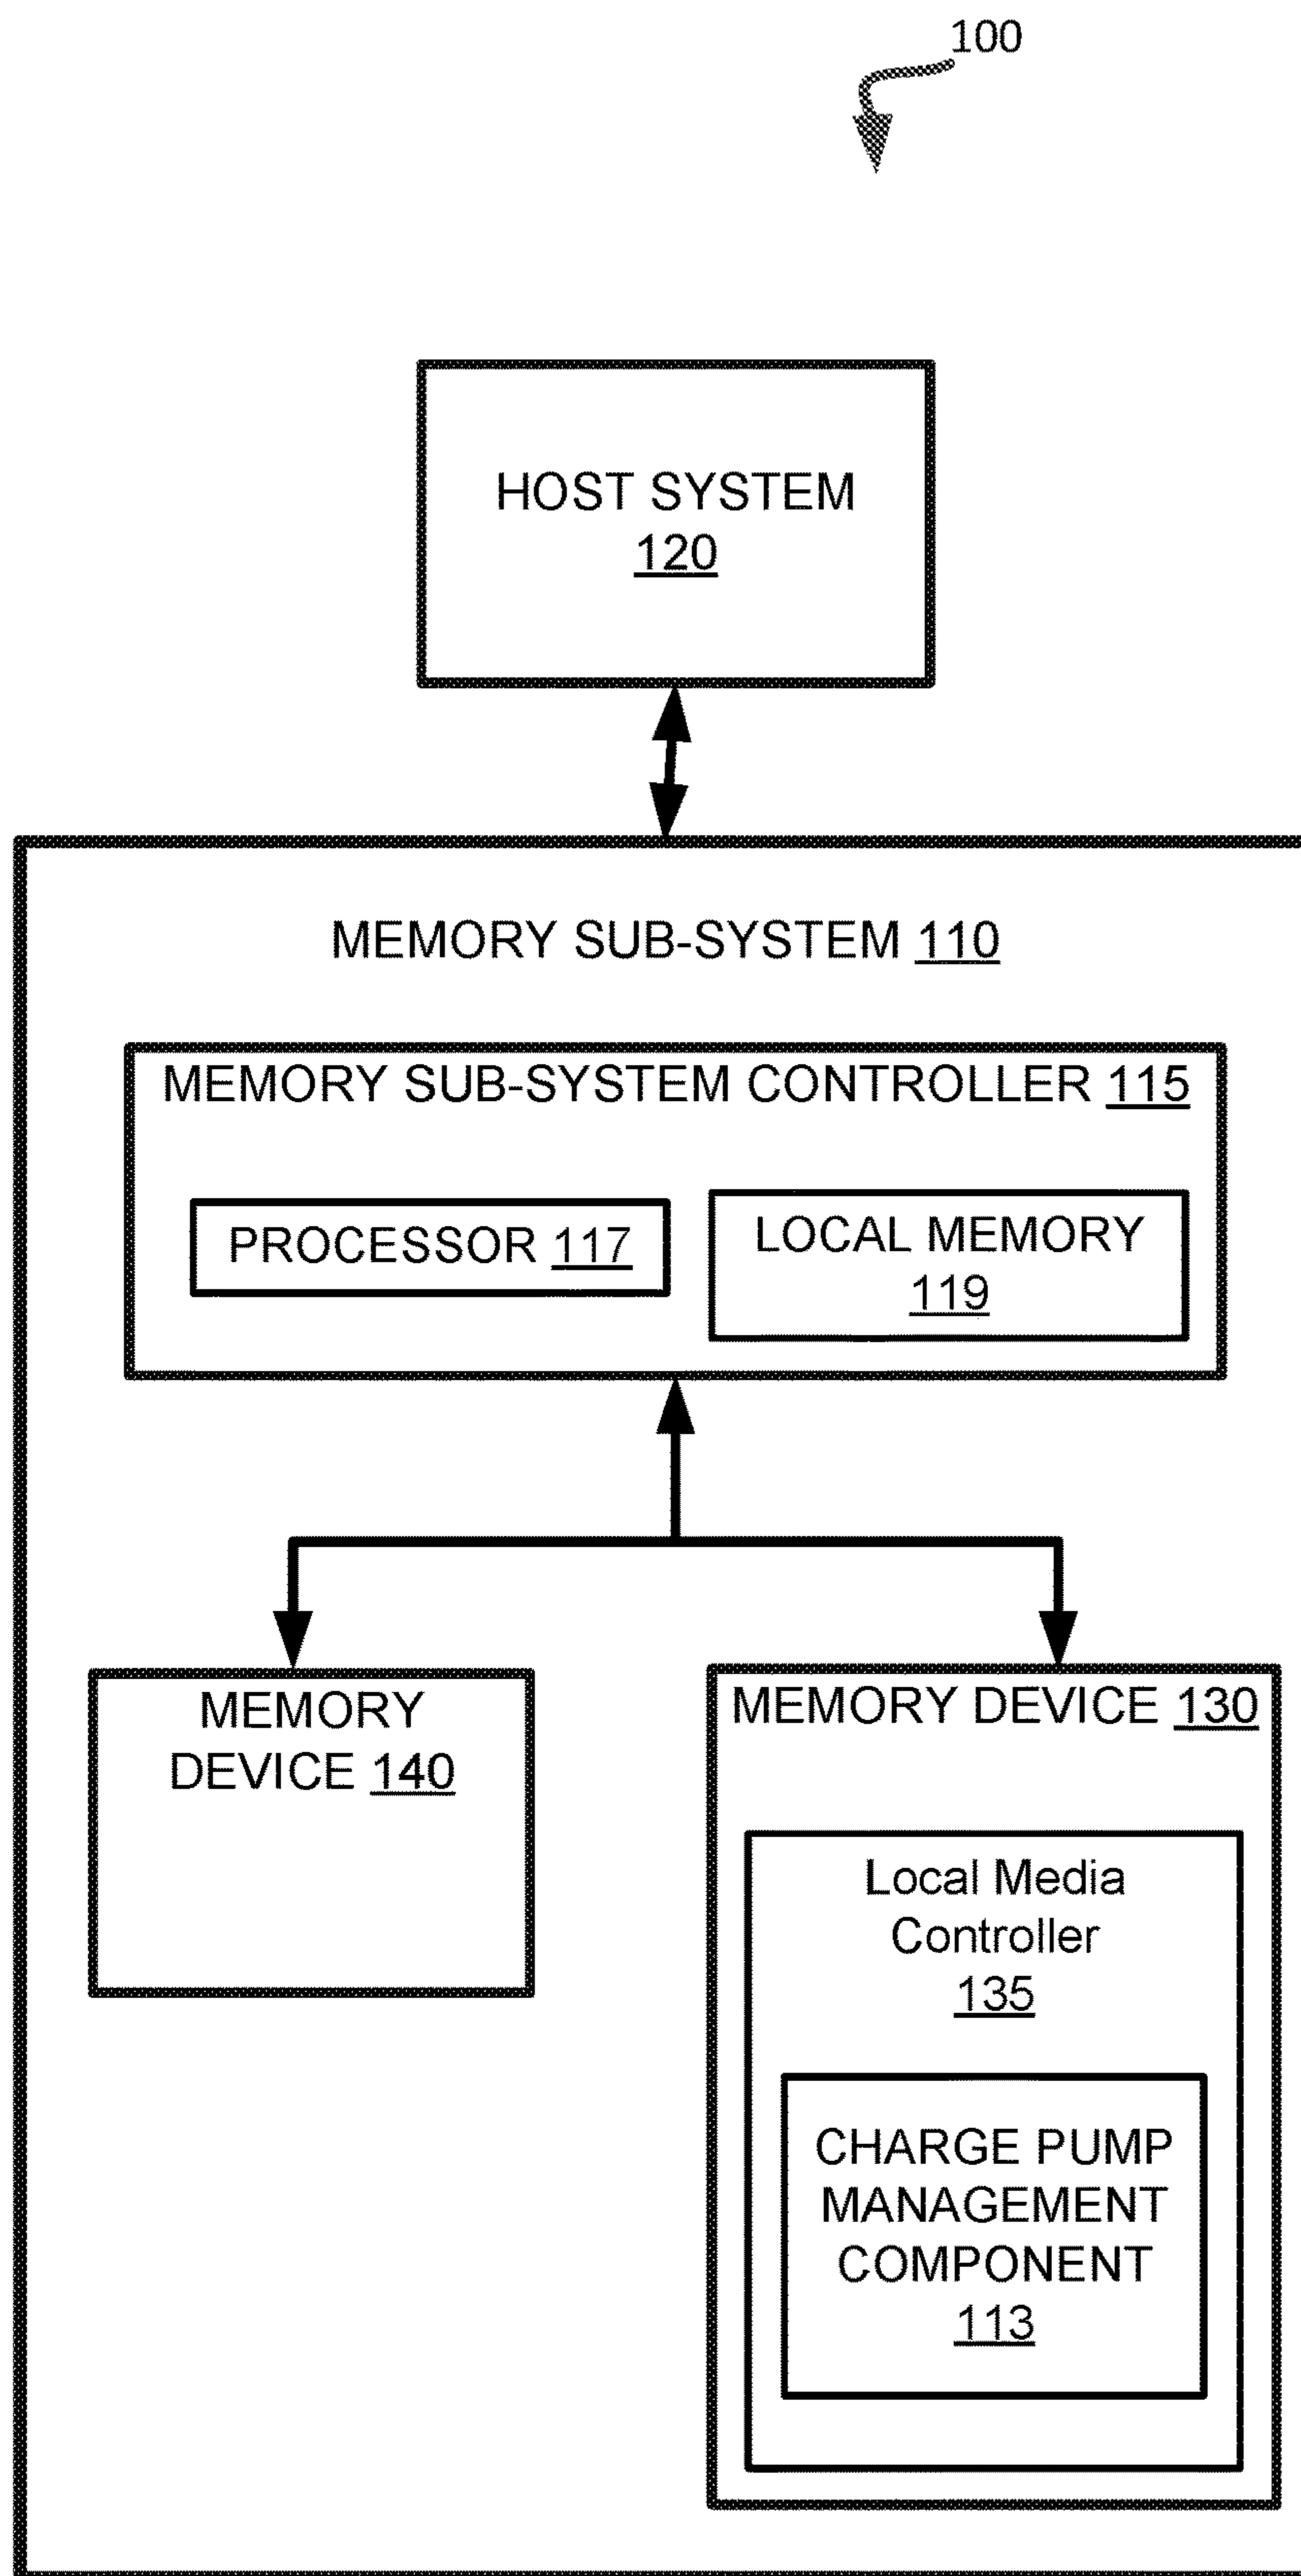 100
HOST SYSTEM
120
MEMORY SUB-SYSTEM 110
MEMORY SUB-SYSTEM CONTROLLER 115
PROCESSOR 117
LOCAL MEMORY
119
MEMORY
DEVICE 140
MEMORY DEVICE 130
Local Media
Controller
135
CHARGE PUMP
MANAGEMENT
COMPONENT
113